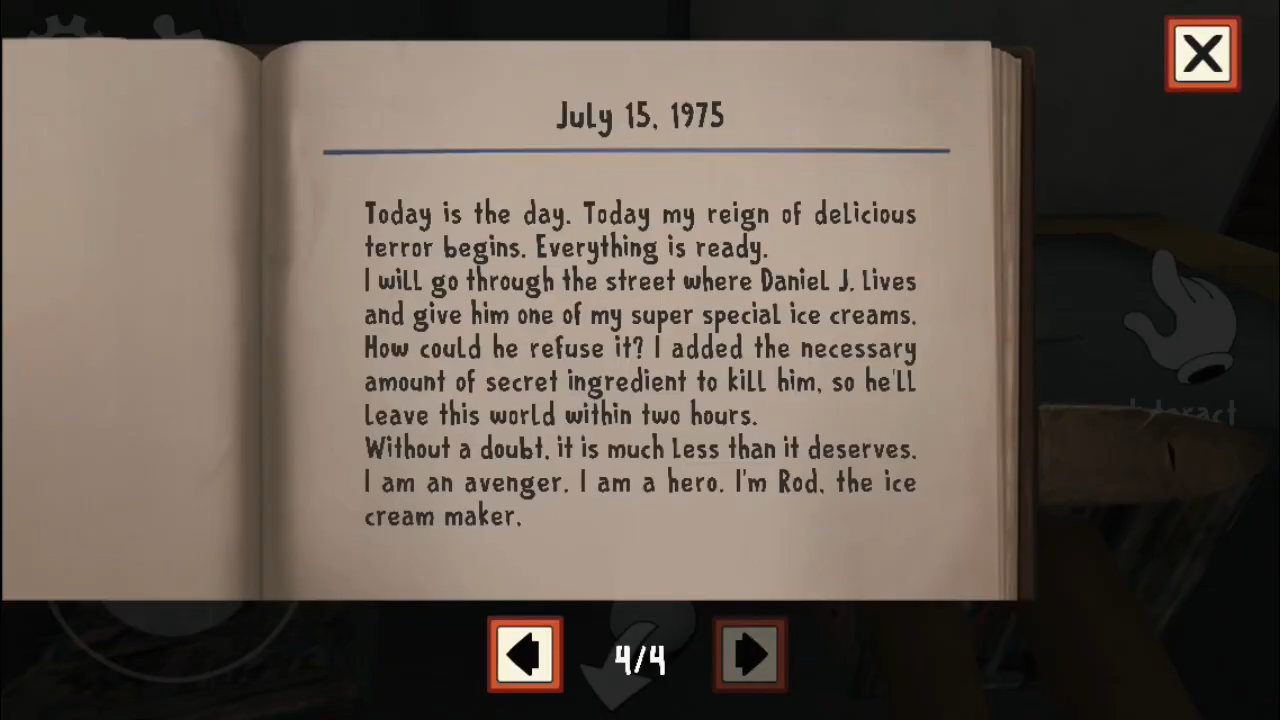 July 15, 1975
Today is the day. Today my reign of delicious
terror begins. Everything is ready.
I will go through the street where Daniel J. Lives
and give him one of my super special ice creams.
How could he refuse it? I added the necessary
amount of secret ingredient to kill him, so he'll
Leave this world within two hours.
Without a doubt, it is much less than it deserves.
I am an avenger. I am a hero. I'm Rod, the ice
cream maker.
Interact
4/4